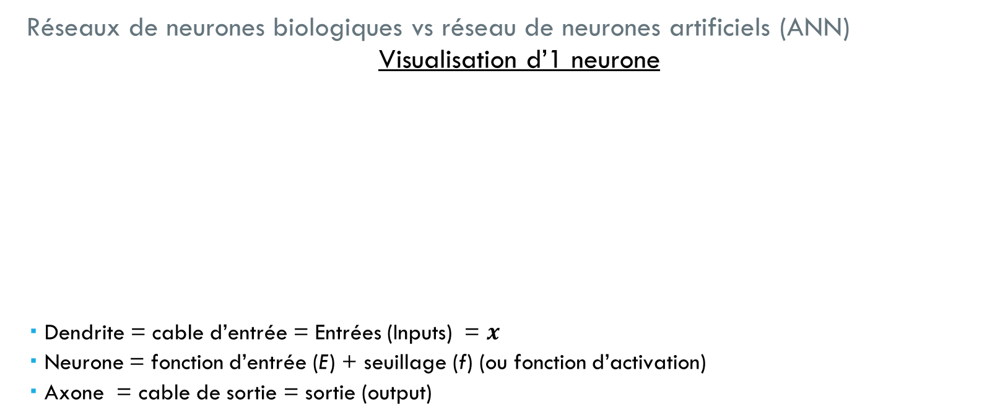 Réseaux de neurones biologiques vs réseau de neurones artificiels (ANN)
Visualisation d’1 neurone
▪ Dendrite = cable d’entrée = Entrées (Inputs) = x
▪ Neurone = fonction d’entrée (E) + seuillage (f) (ou fonction d’activation)
▪ Axone = cable de sortie = sortie (output)